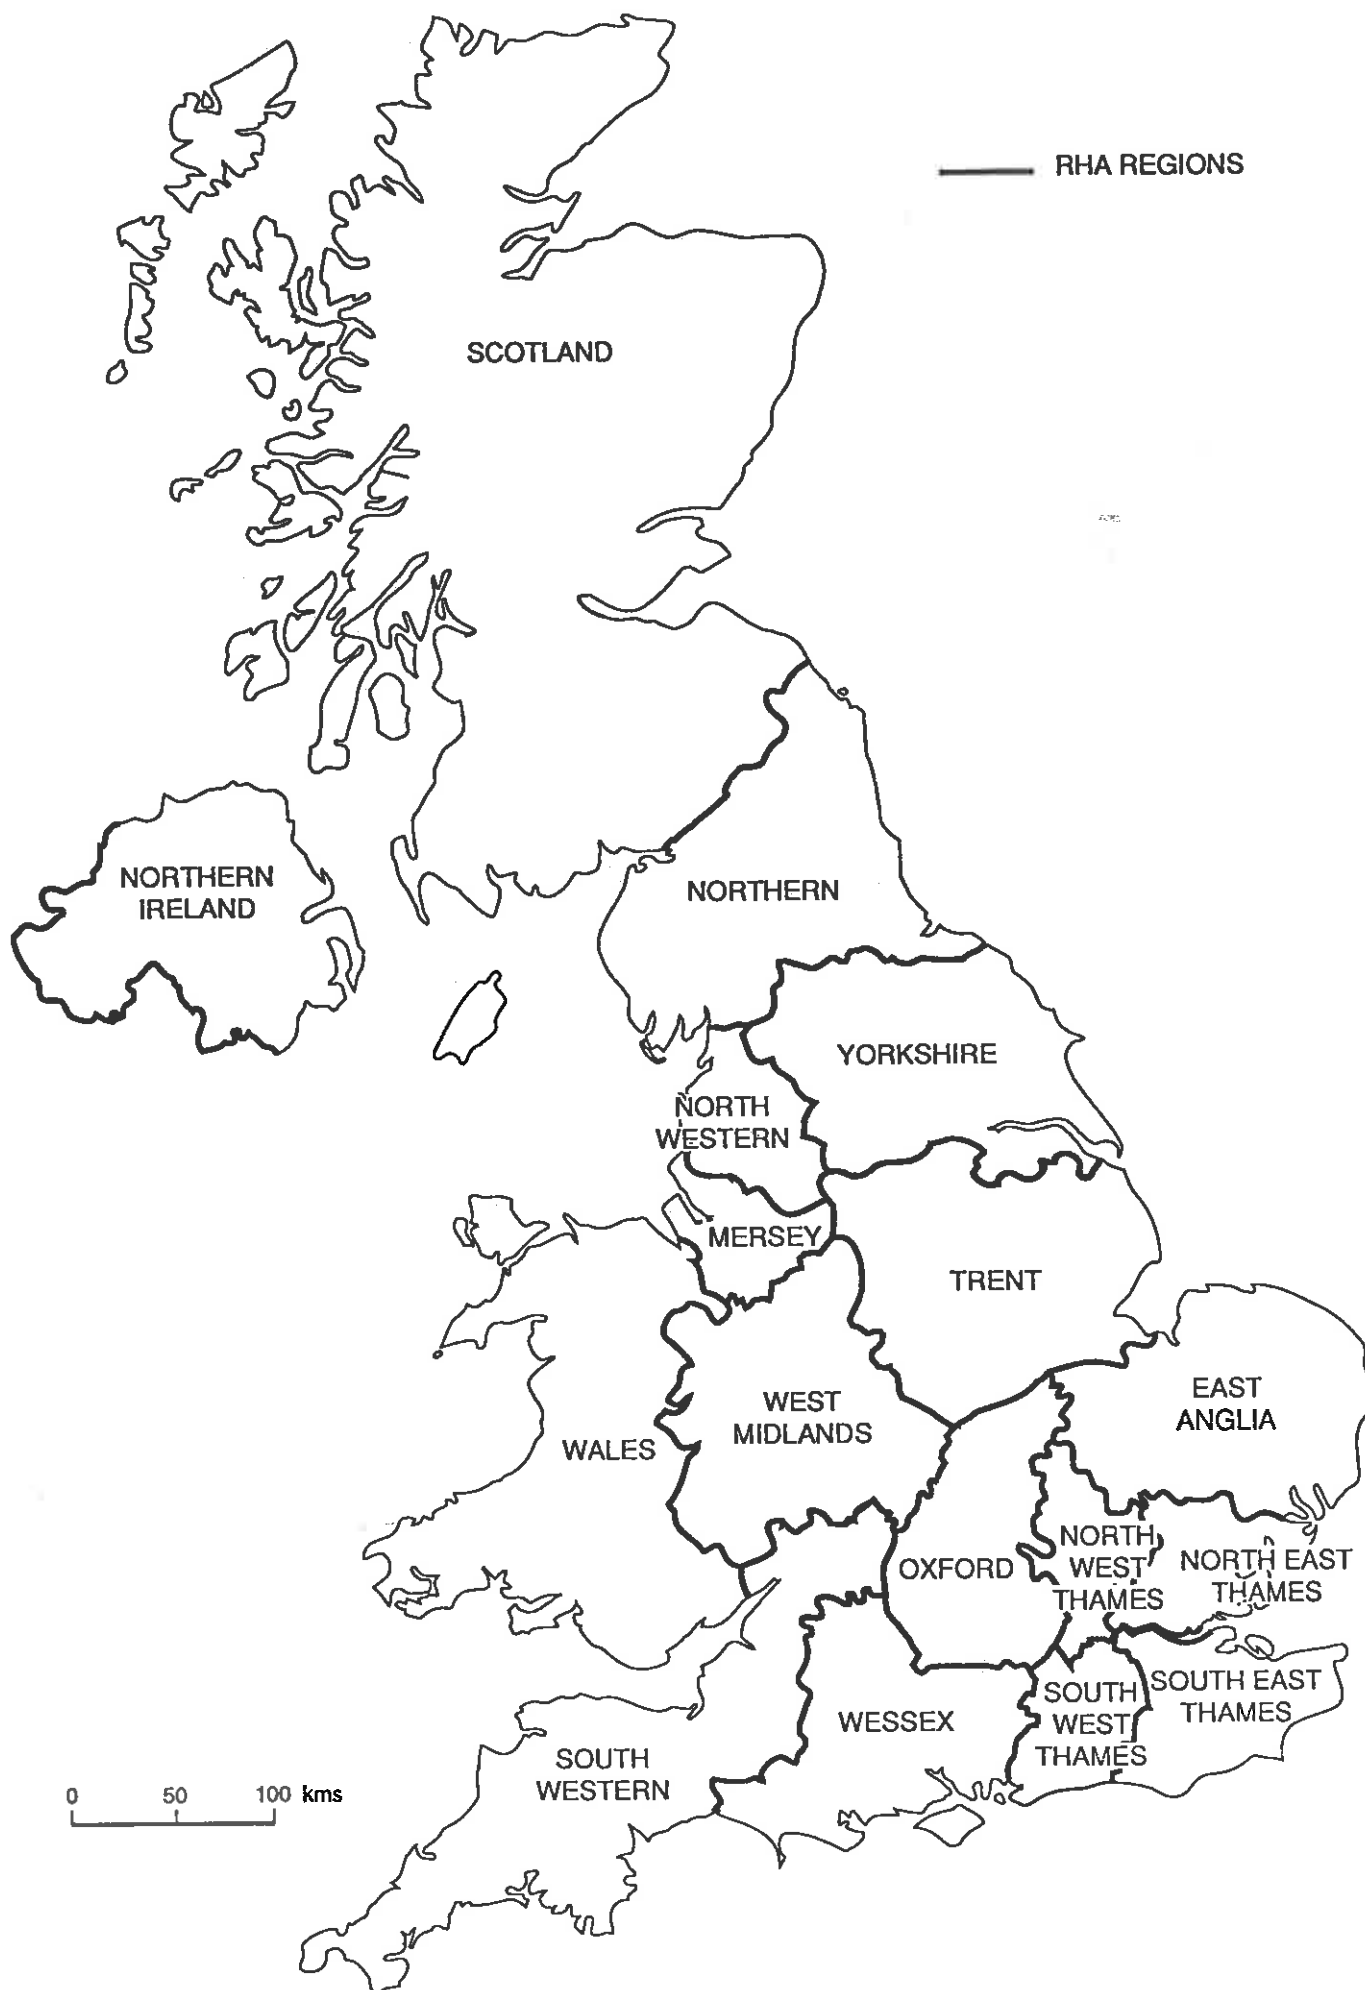 RHA REGIONS
SCOTLAND
NORTHERN
IRELAND
NORTHERN
YORKSHIRE
NORTH
WESTERN
MERSEY
TRENT
EAST
ANGLIA
WEST
MIDLANDS
WALES
OXFORD
NORTH
WEST
THAMES
NORTH EAST
THAMES
SOUTH EAST
THAMES
SOUTH
WEST
THAMES
WESSEX
SOUTH
WESTERN
0 50 100 kms